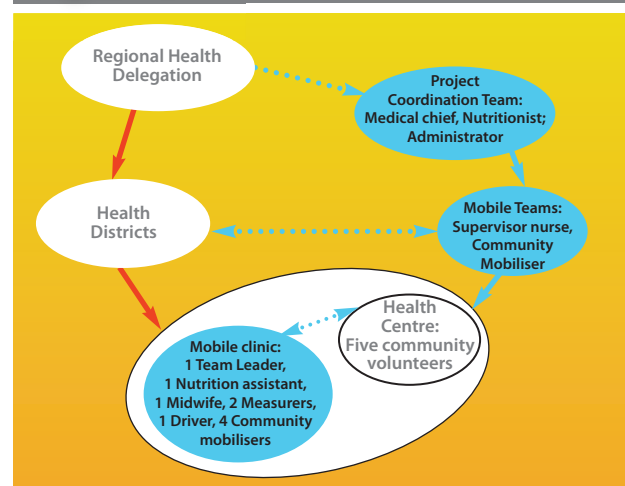 Regional Health
Delegation
Project
Coordination Team:
Medical chief, Nutritionist;
Administrator
Health
Districts
Mobile Teams:
Supervisor nurse,
Community
Mobiliser
Health
Centre:
Five community
volunteers
Mobile clinic:
1 Team Leader,
1 Nutrition assistant,
1 Midwife, 2 Measurers,
1 Driver, 4 Community
mobilisers